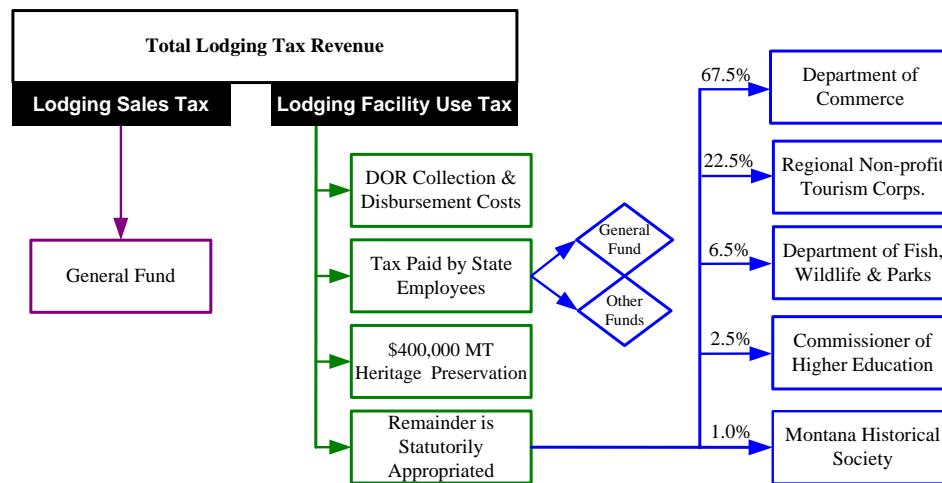 Total Lodging Tax Revenue
Lodging Sales Tax
Lodging Facility Use Tax
General Fund
DOR Collection &
Disbursement Costs
Tax Paid by State
Employees
General
Fund
Other
Funds
$400,000 MT
Heritage Preservation
Remainder is
Statutorily
Appropriated
67.5%
Department of
Commerce
22.5%
Regional Non-profit
Tourism Corps.
6.5%
Department of Fish,
Wildlife & Parks
2.5%
Commissioner of
Higher Education
1.0%
Montana Historical
Society